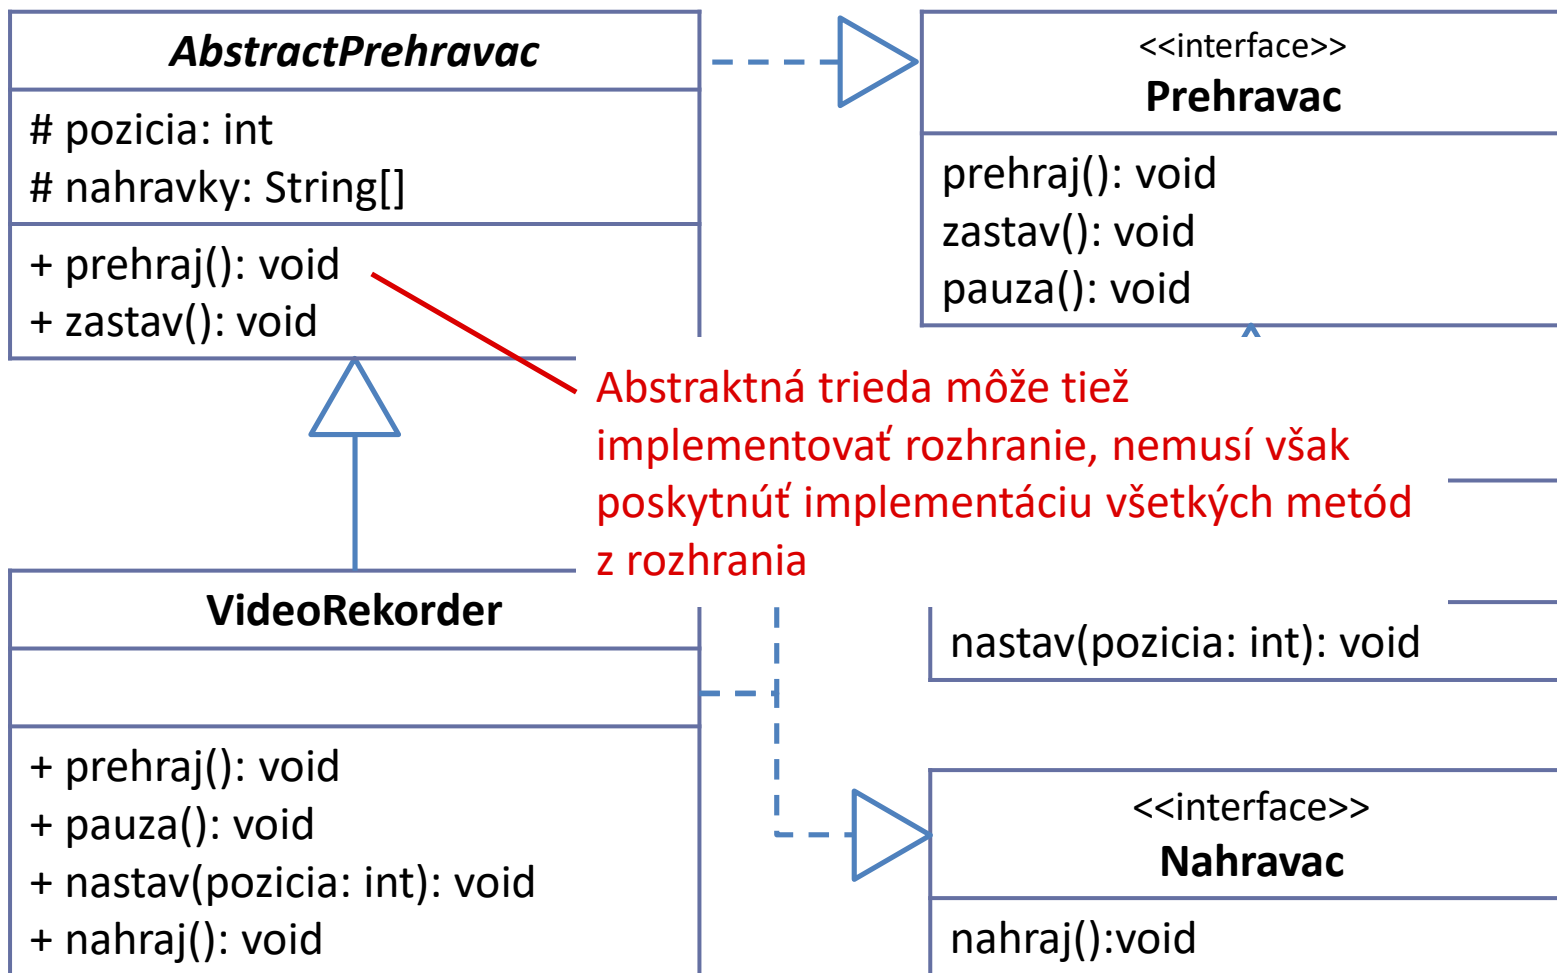 AbstractPrehravac
# pozicia: int
# nahravky: String[]
+ prehraj(): void
+ zastav(): void
<<interface>>
Prehravac
prehraj(): void
zastav(): void
pauza(): void
Abstraktná trieda môže tiež
implementovať rozhranie, nemusí však
poskytnúť implementáciu všetkých metód
z rozhrania
nastav(pozicia: int): void
VideoRekorder
+ prehraj(): void
+ pauza(): void
+ nastav(pozicia: int): void
+ nahraj(): void
<<interface>>
Nahravac
nahraj():void